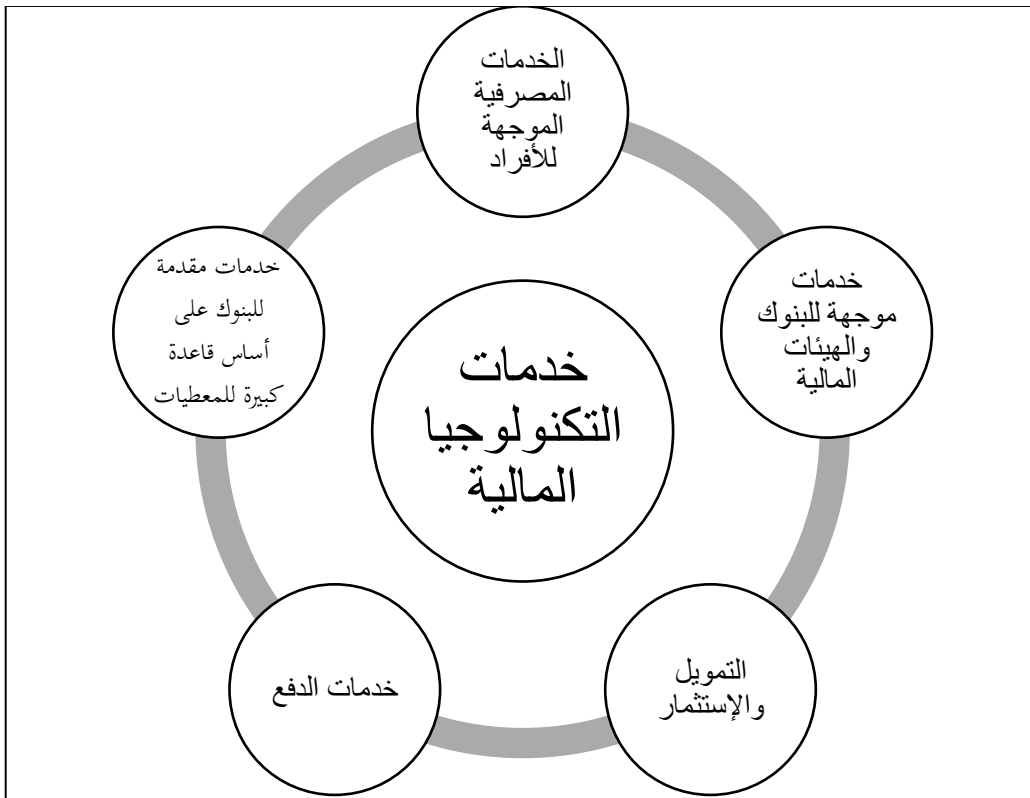 الخدمات
المصرفية
الموجهة
للأفراد
خدمات
موجهة للبنوك
والهيئات
المالية
خدمات مقدمة
للبنوك على
أساس قاعدة
كبيرة للمعطيات
خدمات
التكنولوجيا
المالية
التمويل
والإستثمار
خدمات الدفع